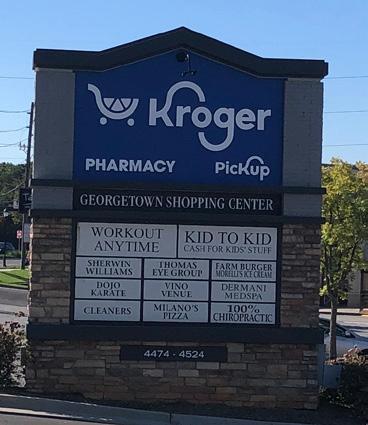 Kroger
PHARMACY PickUp
GEORGETOWN SHOPPING CENTER
WORKOUT ANYTIME
KID TO KID
CASH FOR KIDS' STUFF
SHERWIN WILLIAMS
THOMAS EYE GROUP
FARM BURGER
MORELLI'S ICE CREAM
DOJO KARATE
VINO VENUE
DERMANI MEDSPA
CLEANERS
MILANO'S PIZZA
100% CHIROPRACTIC
4474 - 4524